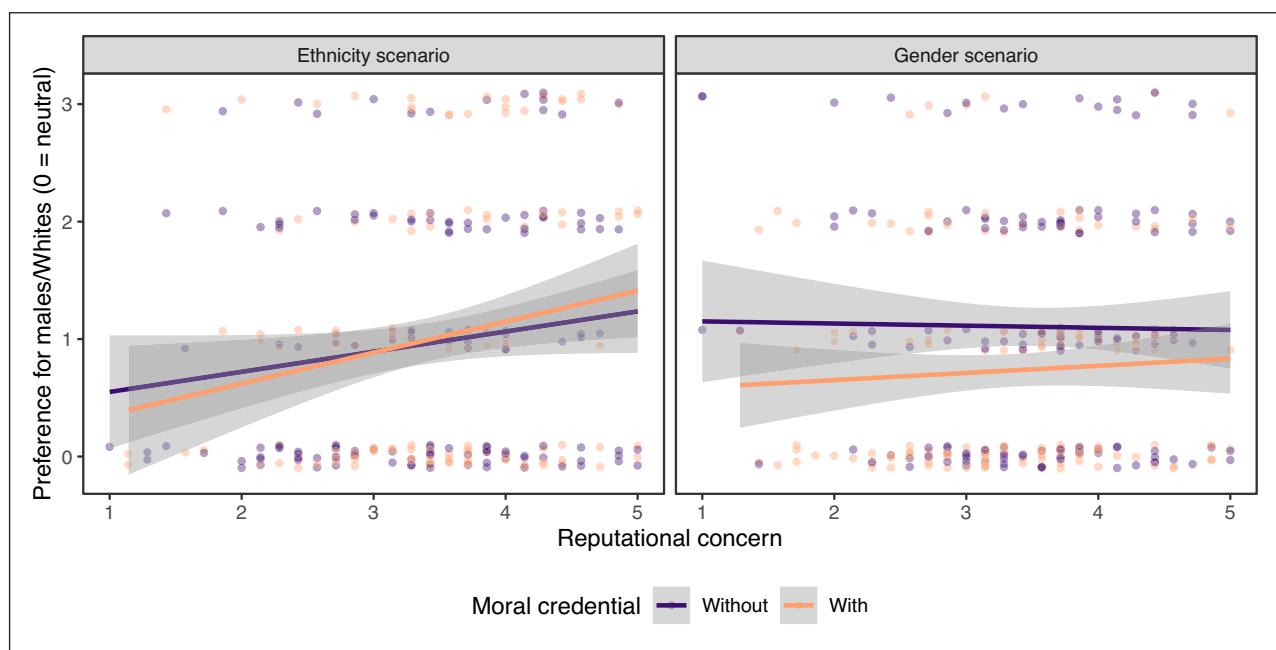 Ethnicity scenario
Gender scenario
Preference for males/Whites (0 = neutral)
3
2
1
0
1 2 3 4 5
1 2 3 4 5
Reputational concern
Moral credential Without With